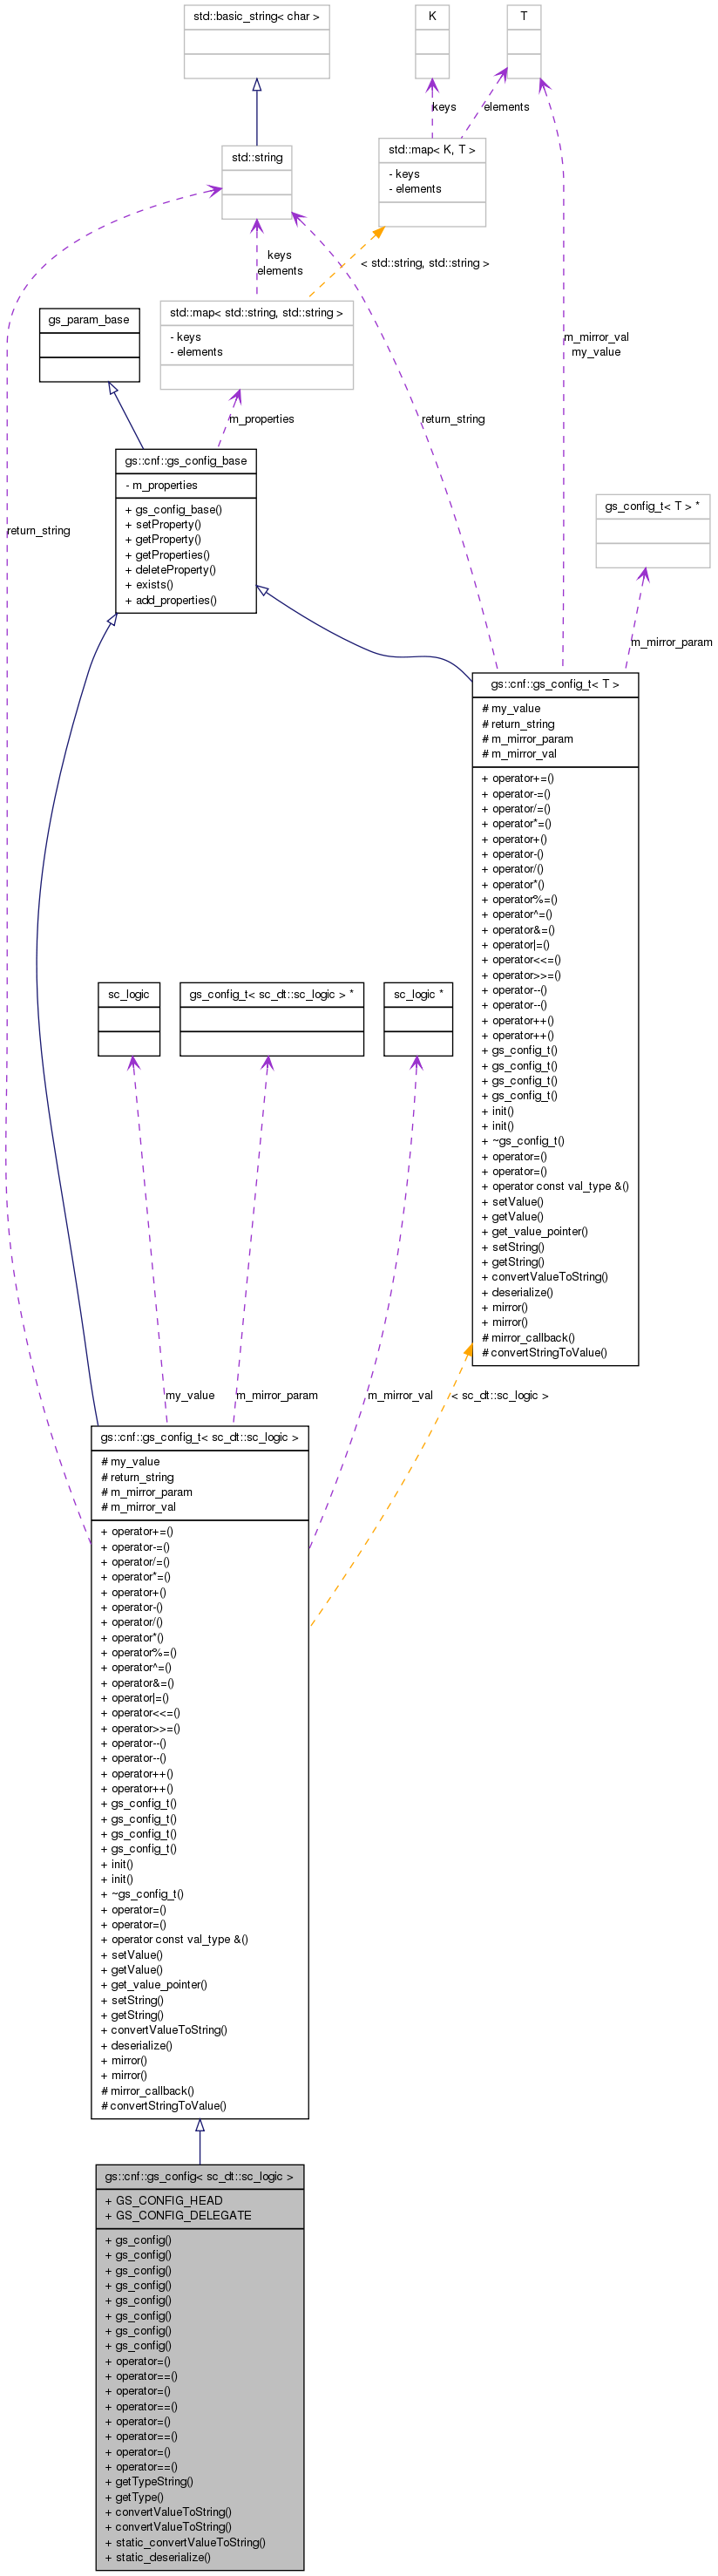 std::basic_string< char >
K
T
keys
elements
std::string
std::map< K, T >
- keys
- elements
keys
elements
< std::string, std::string >
gs_param_base
std::map< std::string, std::string >
- keys
- elements
m_mirror_val
my_value
m_properties
return_string
gs::cnf::gs_config_base
- m_properties
+ gs_config_base()
+ setProperty()
+ getProperty()
+ getProperties()
+ deleteProperty()
+ exists()
+ add_properties()
return_string
gs_config_t< T > *
m_mirror_param
gs::cnf::gs_config_t< T >
# my_value
# return_string
# m_mirror_param
# m_mirror_val
+ operator+=()
+ operator-=()
+ operator/=()
+ operator*=()
+ operator+()
+ operator-()
+ operator/()
+ operator*()
+ operator%=()
+ operator^=()
+ operator&=()
+ operator|=()
+ operator<<=()
+ operator>>=()
+ operator--()
+ operator--()
+ operator++()
+ operator++()
+ gs_config_t()
+ gs_config_t()
+ gs_config_t()
+ gs_config_t()
+ init()
+ init()
+ ~gs_config_t()
+ operator=()
+ operator=()
+ operator const val_type &()
+ setValue()
+ getValue()
+ get_value_pointer()
+ setString()
+ getString()
+ convertValueToString()
+ deserialize()
+ mirror()
+ mirror()
# mirror_callback()
# convertStringToValue()
sc_logic
gs_config_t< sc_dt::sc_logic > *
sc_logic *
my_value
m_mirror_param
m_mirror_val
< sc_dt::sc_logic >
gs::cnf::gs_config_t< sc_dt::sc_logic >
# my_value
# return_string
# m_mirror_param
# m_mirror_val
+ operator+=()
+ operator-=()
+ operator/=()
+ operator*=()
+ operator+()
+ operator-()
+ operator/()
+ operator*()
+ operator%=()
+ operator^=()
+ operator&=()
+ operator|=()
+ operator<<=()
+ operator>>=()
+ operator--()
+ operator--()
+ operator++()
+ operator++()
+ gs_config_t()
+ gs_config_t()
+ gs_config_t()
+ gs_config_t()
+ init()
+ init()
+ ~gs_config_t()
+ operator=()
+ operator=()
+ operator const val_type &()
+ setValue()
+ getValue()
+ get_value_pointer()
+ setString()
+ getString()
+ convertValueToString()
+ deserialize()
+ mirror()
+ mirror()
# mirror_callback()
# convertStringToValue()
gs::cnf::gs_config< sc_dt::sc_logic >
+ GS_CONFIG_HEAD
+ GS_CONFIG_DELEGATE
+ gs_config()
+ gs_config()
+ gs_config()
+ gs_config()
+ gs_config()
+ gs_config()
+ gs_config()
+ gs_config()
+ operator=()
+ operator==()
+ operator=()
+ operator==()
+ operator=()
+ operator==()
+ operator=()
+ operator==()
+ getTypeString()
+ getType()
+ convertValueToString()
+ convertValueToString()
+ static_convertValueToString()
+ static_deserialize()